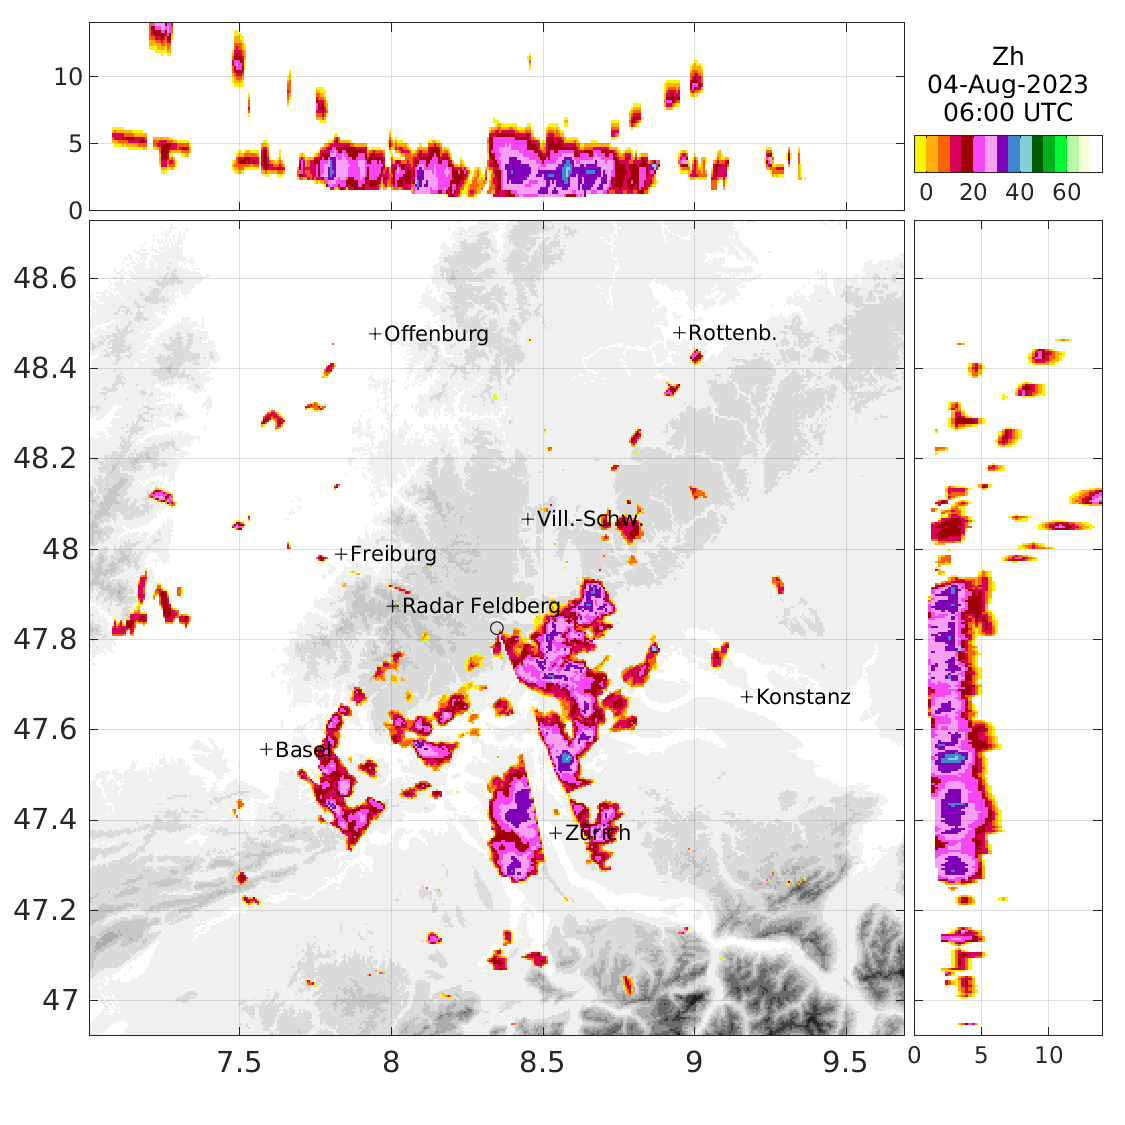 10
5
0
Zh
04-Aug-2023
06:00 UTC
0 20 40 60
48.6
48.4
48.2
48
47.8
47.6
47.4
47.2
47
+Offenburg
+Rottenb.
+Vill.-Schw.
+Freiburg
+Radar Feldberg
+Konstanz
+Basel
+Zürich
7.5 8 8.5 9 9.5
0 5 10